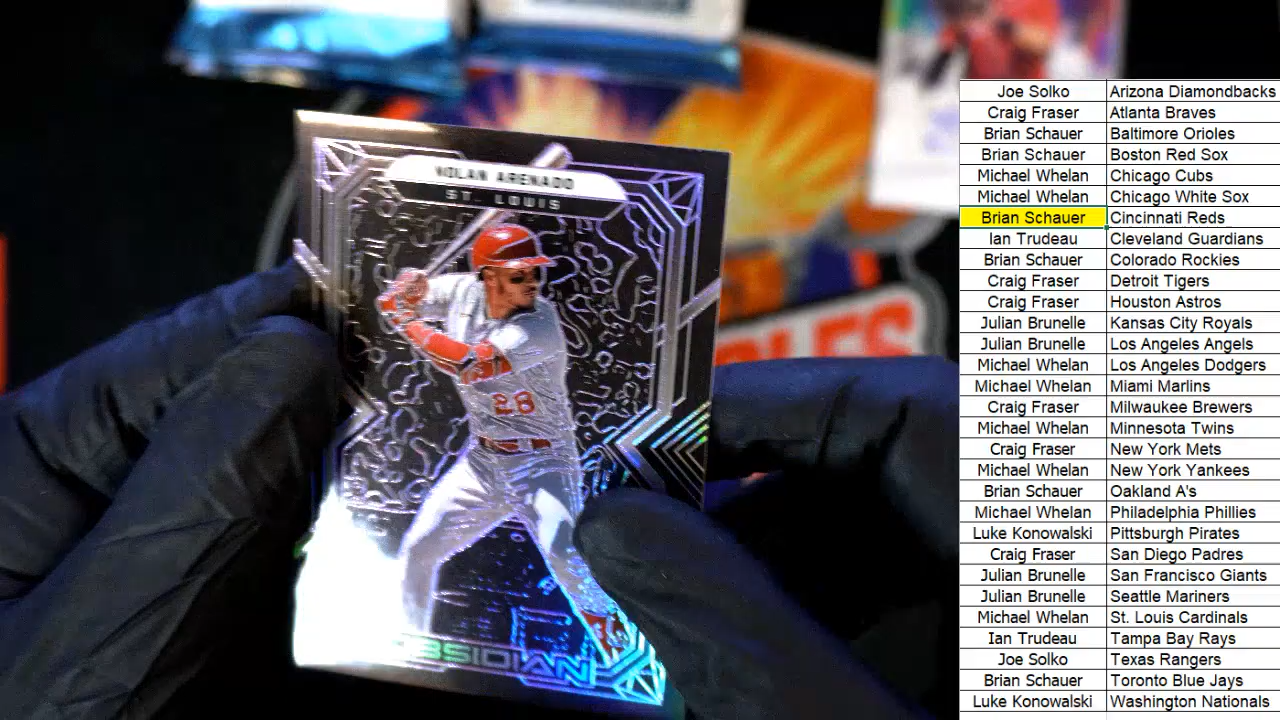 NOLAN ARENADO
ST. LOUIS
28
OBSIDIAN
Joe Solko Arizona Diamondbacks
Craig Fraser Atlanta Braves
Brian Schauer Baltimore Orioles
Brian Schauer Boston Red Sox
Michael Whelan Chicago Cubs
Michael Whelan Chicago White Sox
Brian Schauer Cincinnati Reds
Ian Trudeau Cleveland Guardians
Brian Schauer Colorado Rockies
Craig Fraser Detroit Tigers
Craig Fraser Houston Astros
Julian Brunelle Kansas City Royals
Julian Brunelle Los Angeles Angels
Michael Whelan Los Angeles Dodgers
Michael Whelan Miami Marlins
Craig Fraser Milwaukee Brewers
Michael Whelan Minnesota Twins
Craig Fraser New York Mets
Michael Whelan New York Yankees
Brian Schauer Oakland A's
Michael Whelan Philadelphia Phillies
Luke Konowalski Pittsburgh Pirates
Craig Fraser San Diego Padres
Julian Brunelle San Francisco Giants
Julian Brunelle Seattle Mariners
Michael Whelan St. Louis Cardinals
Ian Trudeau Tampa Bay Rays
Joe Solko Texas Rangers
Brian Schauer Toronto Blue Jays
Luke Konowalski Washington Nationals